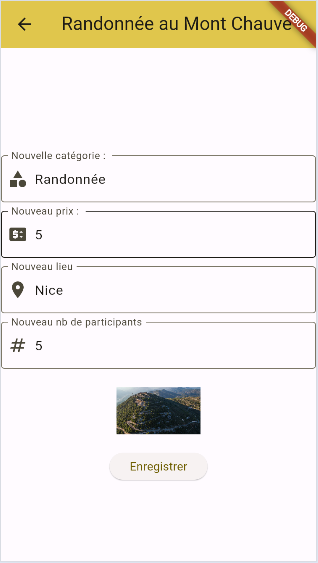 Randonnée au Mont Chauve
DEBUG
Nouvelle catégorie :
Randonnée
Nouveau prix :
5
Nouveau lieu
Nice
Nouveau nb de participants
5
Enregistrer